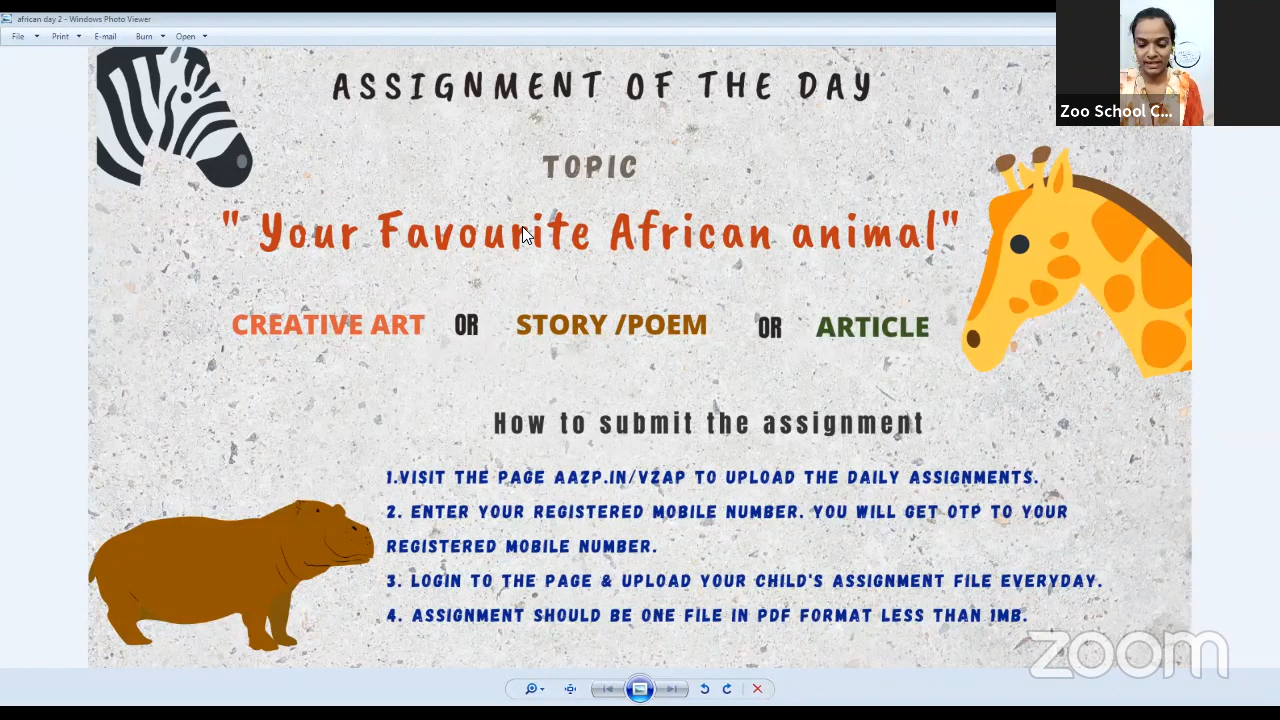 african day 2 - Windows Photo Viewer
File Print E-mail Burn Open
Zoo School C...
ASSIGNMENT OF THE DAY
TOPIC
" Your Favourite African animal"
CREATIVE ART OR STORY /POEM OR ARTICLE
How to submit the assignment
1.VISIT THE PAGE AAZP.IN/VZAP TO UPLOAD THE DAILY ASSIGNMENTS.
2. ENTER YOUR REGISTERED MOBILE NUMBER. YOU WILL GET OTP TO YOUR
REGISTERED MOBILE NUMBER.
3. LOGIN TO THE PAGE & UPLOAD YOUR CHILD'S ASSIGNMENT FILE EVERYDAY.
4. ASSIGNMENT SHOULD BE ONE FILE IN PDF FORMAT LESS THAN 1MB.
zoom